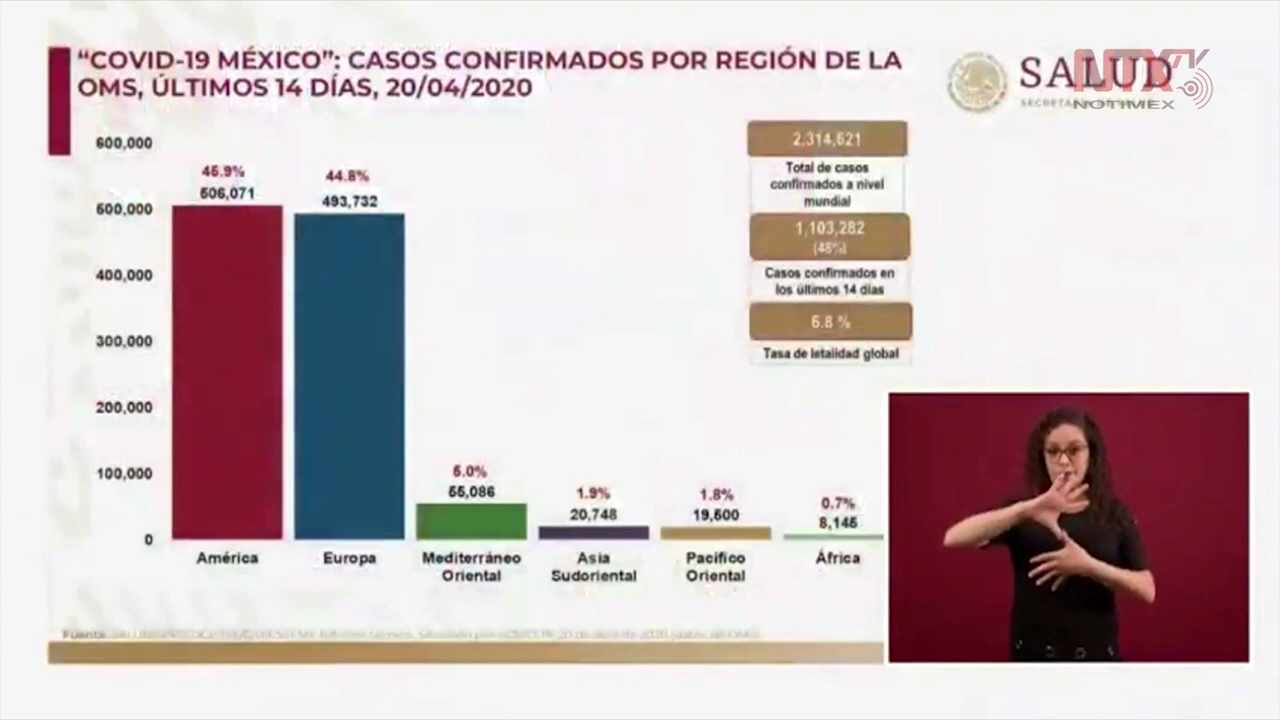 “COVID-19 MÉXICO”: CASOS CONFIRMADOS POR REGIÓN DE LA
OMS, ÚLTIMOS 14 DÍAS, 20/04/2020
SALUD
NTX TV
NOTIMEX
600,000
500,000
400,000
300,000
200,000
100,000
0
45.9%
506,071
44.8%
493,732
5.0%
55,086
1.9%
20,748
1.8%
19,500
0.7%
8,145
América
Europa
Mediterráneo
Oriental
Asia
Sudoriental
Pacífico
Oriental
África
2,314,621
Total de casos
confirmados a nivel
mundial
1,103,282
(48%)
Casos confirmados en
los últimos 14 días
6.8 %
Tasa de letalidad global
Fuente: